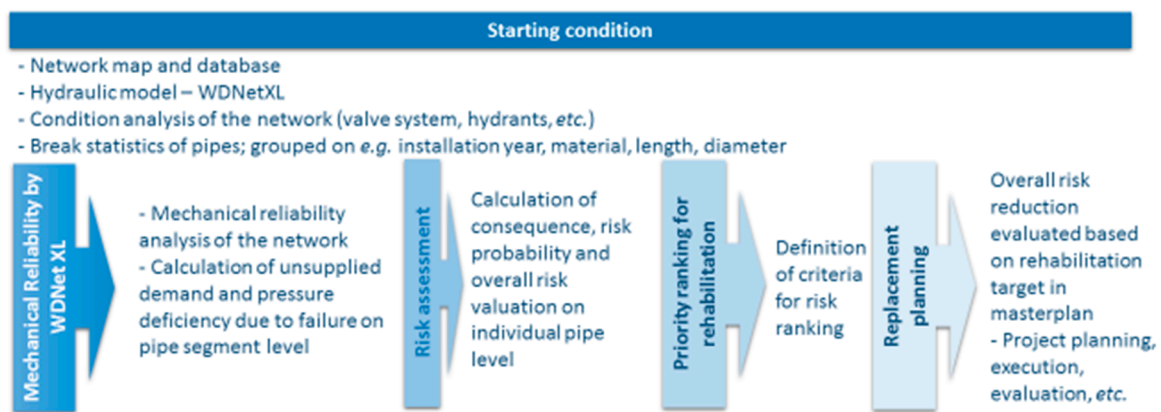 Starting condition
- Network map and database
- Hydraulic model – WDNetXL
- Condition analysis of the network (valve system, hydrants, etc.)
- Break statistics of pipes; grouped on e.g. installation year, material, length, diameter
Mechanical Reliability by
WDNet XL
- Mechanical reliability
analysis of the network
- Calculation of unsupplied
demand and pressure
deficiency due to failure on
pipe segment level
Risk assessment
Calculation of
consequence, risk
probability and
overall risk
valuation on
individual pipe
level
Priority ranking for
rehabilitation
Definition
of criteria
for risk
ranking
Replacement
planning
Overall risk
reduction
evaluated based
on rehabilitation
target in
masterplan
- Project planning,
execution,
evaluation, etc.